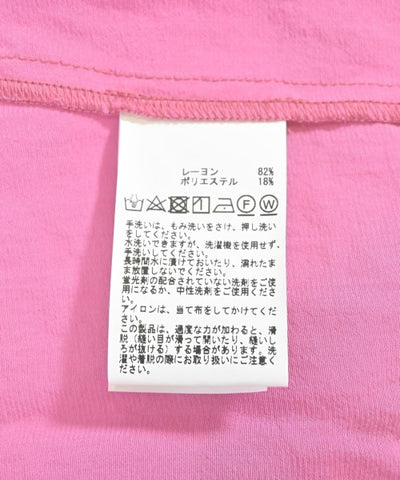 レーヨン 82%
ポリエステル 18%
手洗いは、もみ洗いをさけ、押し洗い
をしてください。
水洗いできますが、洗濯機を使用せず、
手洗いしてください。
長時間水に漬けておいたり、濡れたま
まま放置しないでください。
蛍光剤の配合されていない洗剤をご使
用になるか、中性洗剤をご使用くださ
い。
アイロンは、当て布をしてかけてくだ
さい。
この製品は、過度な力が加わると、滑
脱(縫い目が滑って開いたり、縫いし
ろが抜ける)する場合があります。洗
濯や着脱の際にお取り扱いにご注意く
ださい。